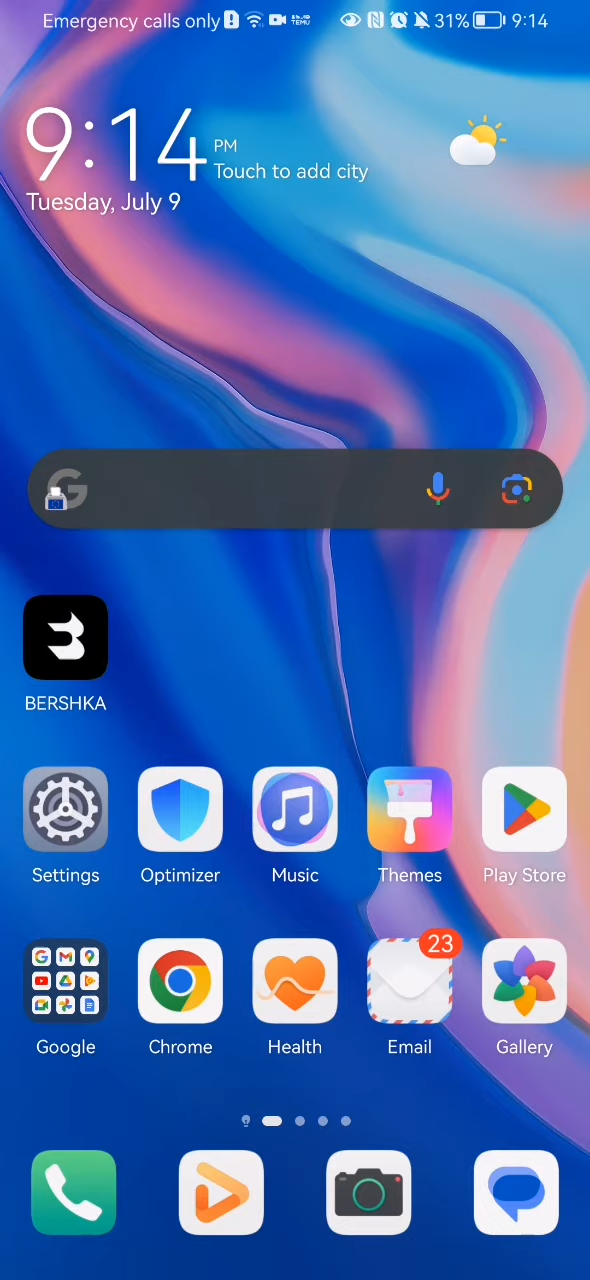 Emergency calls only 31% 9:14
9:14 PM
Touch to add city
Tuesday, July 9
BERSHKA
Settings Optimizer Music Themes Play Store
23
Google Chrome Health Email Gallery